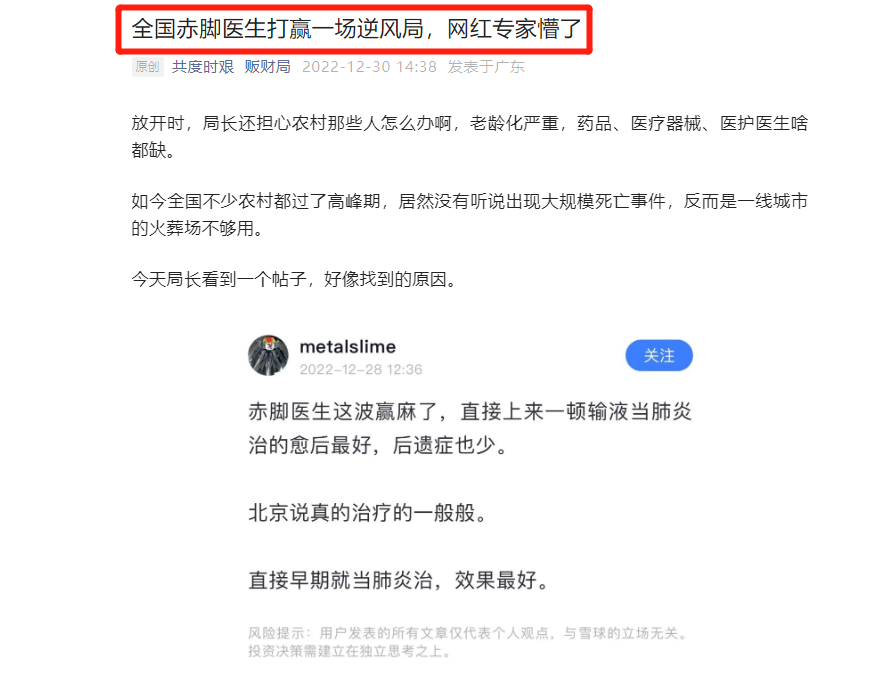 全国赤脚医生打赢一场逆风局，网红专家懵了
原创 共度时艰 贩财局 2022-12-30 14:38 发表于广东
放开时，局长还担心农村那些人怎么办啊，老龄化严重，药品、医疗器械、医护医生啥
都缺。
如今全国不少农村都过了高峰期，居然没有听说出现大规模死亡事件，反而是一线城市
的火葬场不够用。
今天局长看到一个帖子，好像找到的原因。
metalslime
2022-12-28 12:36
关注
赤脚医生这波赢麻了，直接上来一顿输液当肺炎
治的愈后最好，后遗症也少。
北京说真的治疗的一般般。
直接早期就当肺炎治，效果最好。
风险提示：用户发表的所有文章仅代表个人观点，与雪球的立场无关。
投资决策需建立在独立思考之上。